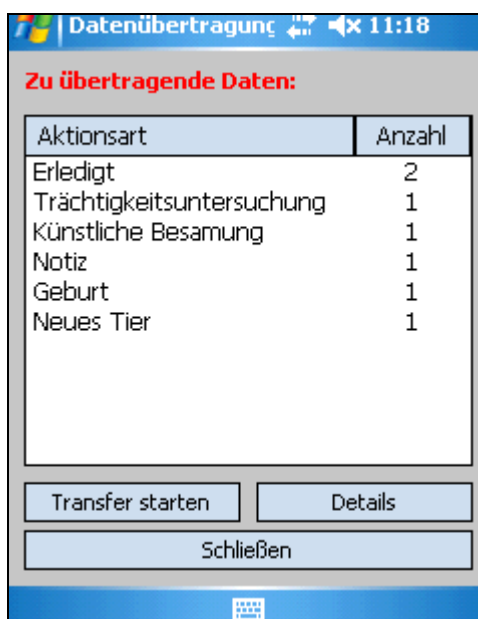 Datenübertragung 11:18
Zu übertragende Daten:
Aktionsart Anzahl
Erledigt 2
Trächtigkeitsuntersuchung 1
Künstliche Besamung 1
Notiz 1
Geburt 1
Neues Tier 1
Transfer starten Details
Schließen